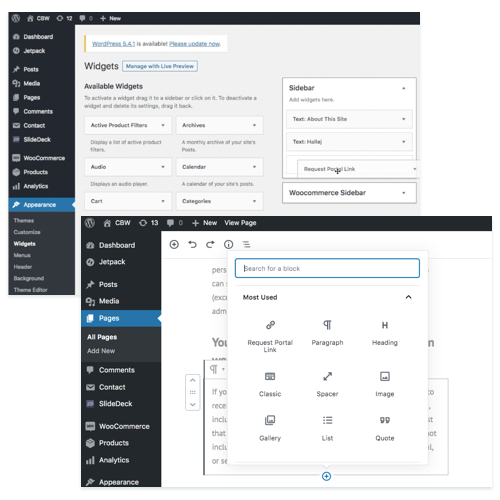 CBW 12 0 + New
Dashboard
Jetpack
Posts
Media
Pages
Comments
Contact
SlideDeck
WooCommerce
Products
Analytics
Appearance
Themes
Customize
Widgets
Menus
Header
Background
Theme Editor
WordPress 5.4.1 is available! Please update now.
Widgets Manage with Live Preview
Available Widgets
To activate a widget drag it to a sidebar or click on it. To deactivate
a widget and delete its settings, drag it back.
Active Product Filters Archives
Display a list of active product
filters.
A monthly archive of your site's
Posts.
Audio Calendar
Displays an audio player. A calendar of your site's posts.
Cart Categories
Sidebar
Add widgets here.
Text: About This Site
Text: Hallaj
Request Portal Link
Woocommerce Sidebar
CBW 13 0 + New View Page
Dashboard
Jetpack
Posts
Media
Pages
All Pages
Add New
Comments
Contact
SlideDeck
WooCommerce
Products
Analytics
Appearance
pers
can
(exc
adm
You n
If yo to
rece
inclu
that not
inclu
or se
Search for a block
Most Used
Request Portal
Link
Paragraph
Heading
Classic
Spacer
Image
Gallery
List
Quote